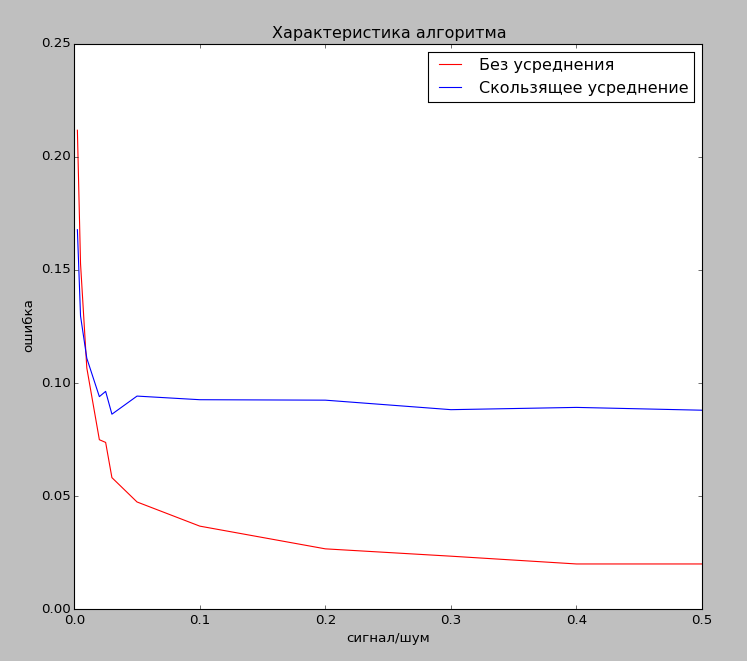 Характеристика алгоритма
Без усреднения
Скользящее усреднение
0.25
0.20
0.15
0.10
0.05
0.00
ошибка
0.0 0.1 0.2 0.3 0.4 0.5
сигнал/шум